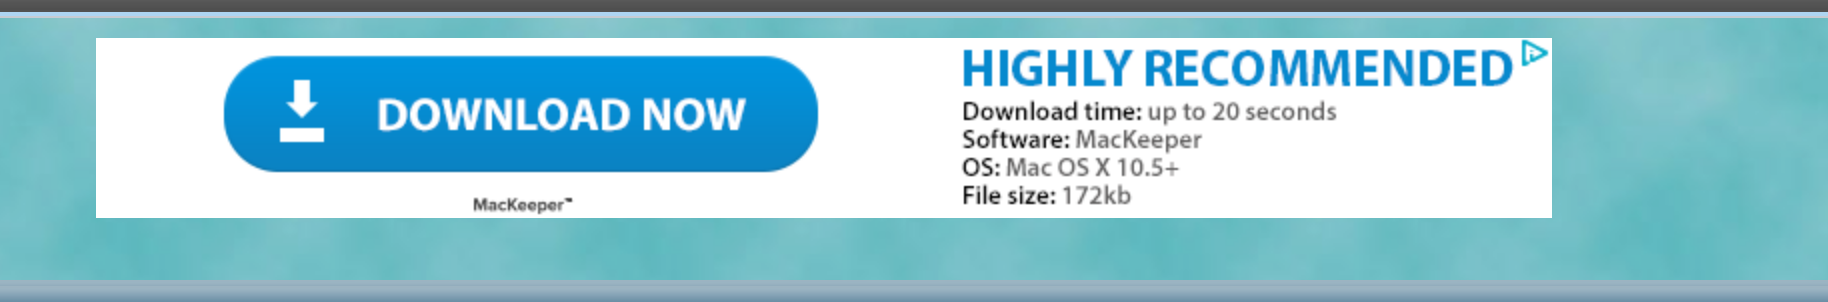 DOWNLOAD NOW
MacKeeper™
HIGHLY RECOMMENDED
Download time: up to 20 seconds
Software: MacKeeper
OS: Mac OS X 10.5+
File size: 172kb